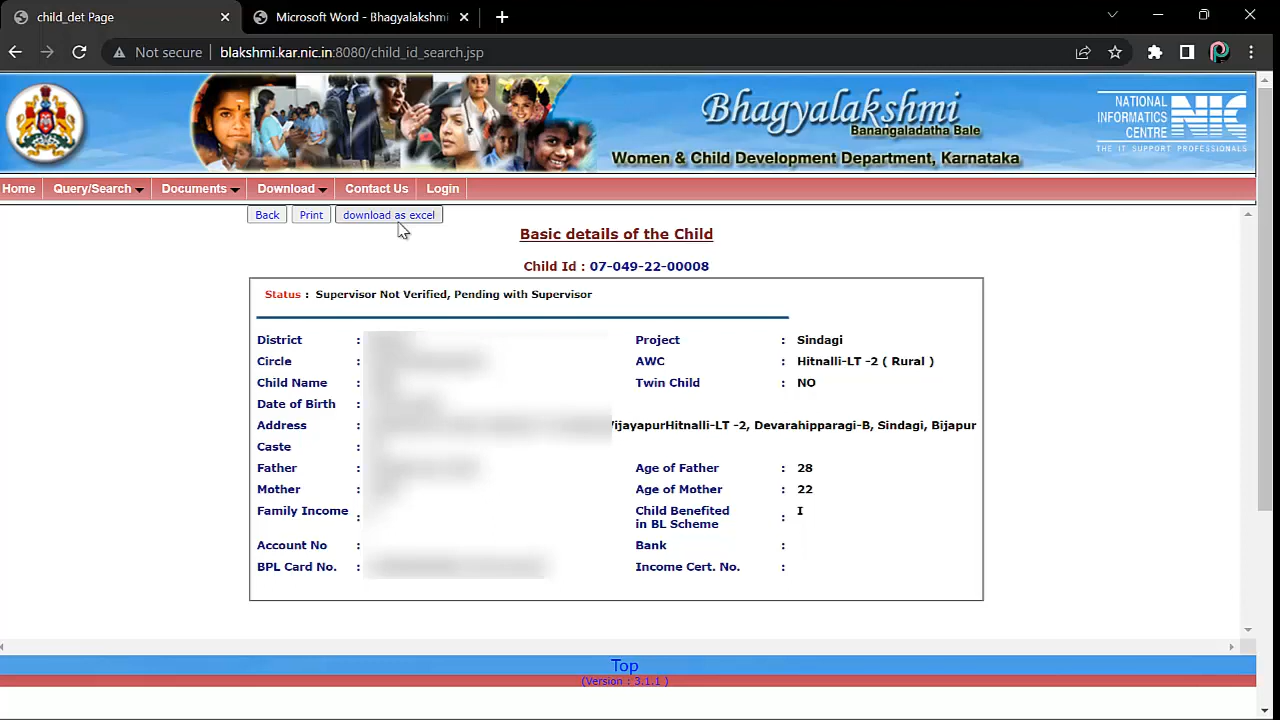 child_det Page
Microsoft Word - Bhagyalakshmi
Not secure
blakshmi.kar.nic.in:8080/child_id_search.jsp
Bhagyalakshmi
Banangaladatha Bale
Women & Child Development Department, Karnataka
NATIONAL
INFORMATICS
CENTRE
NIC
THE IT SUPPORT PROFESSIONALS
Home Query/Search Documents Download Contact Us Login
Back Print download as excel
Basic details of the Child
Child Id : 07-049-22-00008
Status : Supervisor Not Verified, Pending with Supervisor
District : Project : Sindagi
Circle : AWC : Hitnalli-LT -2 ( Rural )
Child Name : Twin Child : NO
Date of Birth :
Address : VijayapurHitnalli-LT -2, Devarahipparagi-B, Sindagi, Bijapur
Caste :
Father : Age of Father : 28
Mother : Age of Mother : 22
Family Income : Child Benefited
in BL Scheme : I
Account No : Bank :
BPL Card No. : Income Cert. No. :
Top
(Version : 3.1.1 )